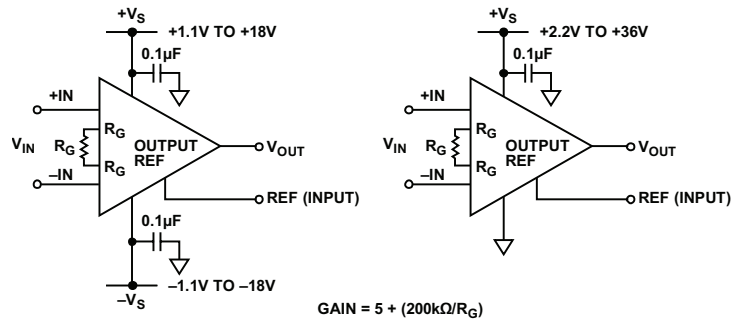 +VS
+1.1V TO +18V
0.1µF
+IN
RG
VIN
RG
OUTPUT
REF
VOUT
RG
–IN
REF (INPUT)
0.1µF
–1.1V TO –18V
–VS
+VS
+2.2V TO +36V
0.1µF
+IN
RG
VIN
RG
OUTPUT
REF
VOUT
RG
–IN
REF (INPUT)
GAIN = 5 + (200kΩ/RG)